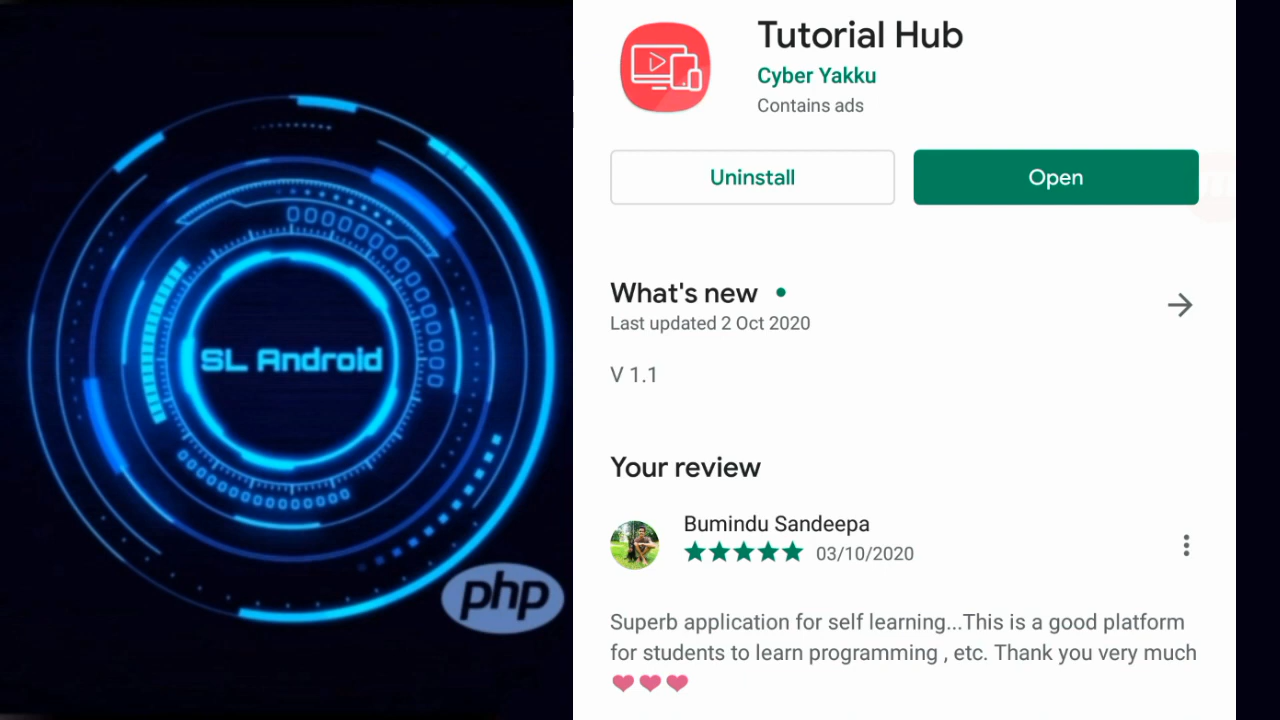 SL Android
php
Tutorial Hub
Cyber Yakku
Contains ads
Uninstall
Open
What's new
Last updated 2 Oct 2020
V 1.1
Your review
Bumindu Sandeepa
03/10/2020
Superb application for self learning...This is a good platform
for students to learn programming , etc. Thank you very much
❤❤❤